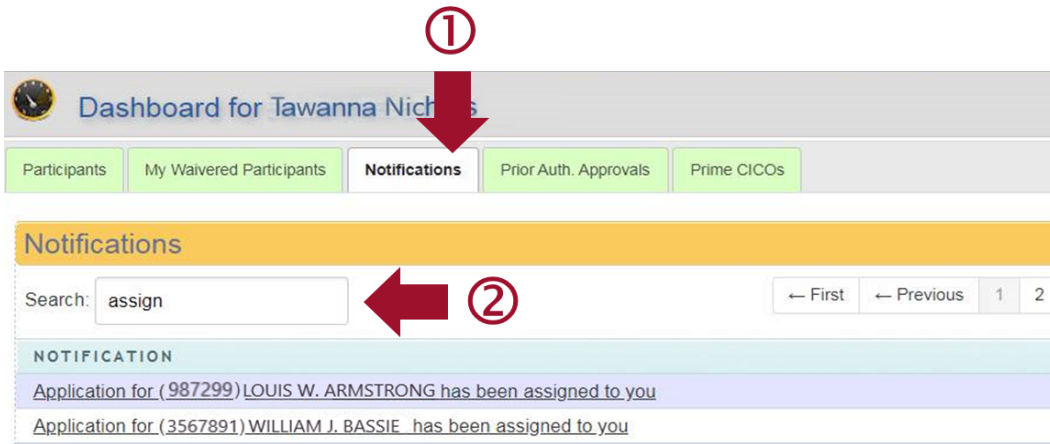 ①
Dashboard for Tawanna Nichols
Participants My Waivered Participants Notifications Prior Auth. Approvals Prime CICOs
Notifications
Search: assign ② ← First ← Previous 1 2
NOTIFICATION
Application for (987299) LOUIS W. ARMSTRONG has been assigned to you
Application for (3567891) WILLIAM J. BASSIE has been assigned to you